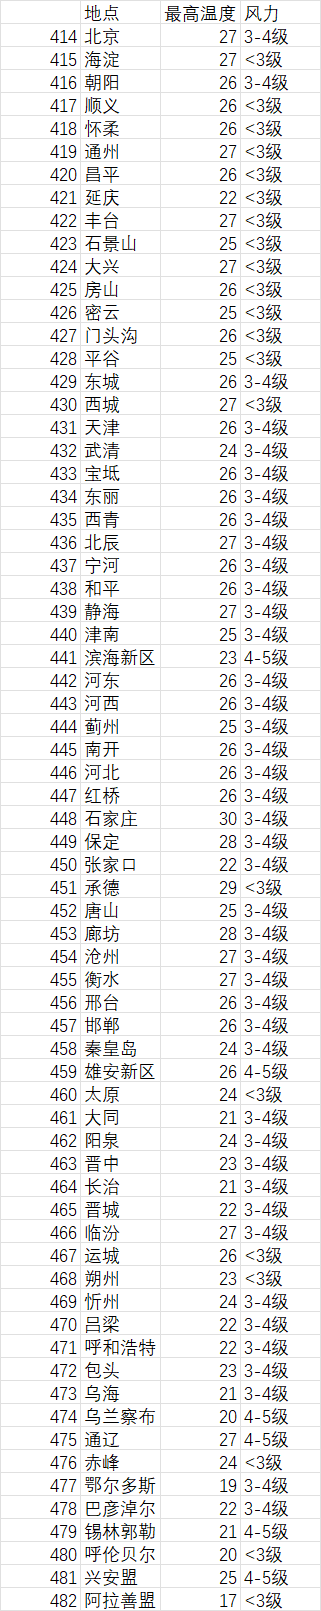 地点 最高温度 风力
414 北京 27 3-4级
415 海淀 27 <3级
416 朝阳 26 3-4级
417 顺义 26 <3级
418 怀柔 26 <3级
419 通州 27 <3级
420 昌平 26 <3级
421 延庆 22 <3级
422 丰台 27 <3级
423 石景山 25 <3级
424 大兴 27 <3级
425 房山 26 <3级
426 密云 25 <3级
427 门头沟 26 <3级
428 平谷 25 <3级
429 东城 26 3-4级
430 西城 27 <3级
431 天津 26 3-4级
432 武清 24 3-4级
433 宝坻 26 3-4级
434 东丽 26 3-4级
435 西青 26 3-4级
436 北辰 27 3-4级
437 宁河 26 3-4级
438 和平 26 3-4级
439 静海 27 3-4级
440 津南 25 3-4级
441 滨海新区 23 4-5级
442 河东 26 3-4级
443 河西 26 3-4级
444 蓟州 25 3-4级
445 南开 26 3-4级
446 河北 26 3-4级
447 红桥 26 3-4级
448 石家庄 30 3-4级
449 保定 28 3-4级
450 张家口 22 3-4级
451 承德 29 <3级
452 唐山 25 3-4级
453 廊坊 28 3-4级
454 沧州 27 3-4级
455 衡水 27 3-4级
456 邢台 26 3-4级
457 邯郸 26 3-4级
458 秦皇岛 24 3-4级
459 雄安新区 26 4-5级
460 太原 24 <3级
461 大同 21 3-4级
462 阳泉 24 3-4级
463 晋中 23 3-4级
464 长治 21 3-4级
465 晋城 22 3-4级
466 临汾 27 3-4级
467 运城 26 <3级
468 朔州 23 <3级
469 忻州 24 3-4级
470 吕梁 22 3-4级
471 呼和浩特 22 3-4级
472 包头 23 3-4级
473 乌海 21 3-4级
474 乌兰察布 20 4-5级
475 通辽 27 4-5级
476 赤峰 24 <3级
477 鄂尔多斯 19 3-4级
478 巴彦淖尔 22 3-4级
479 锡林郭勒 21 4-5级
480 呼伦贝尔 20 <3级
481 兴安盟 25 4-5级
482 阿拉善盟 17 <3级